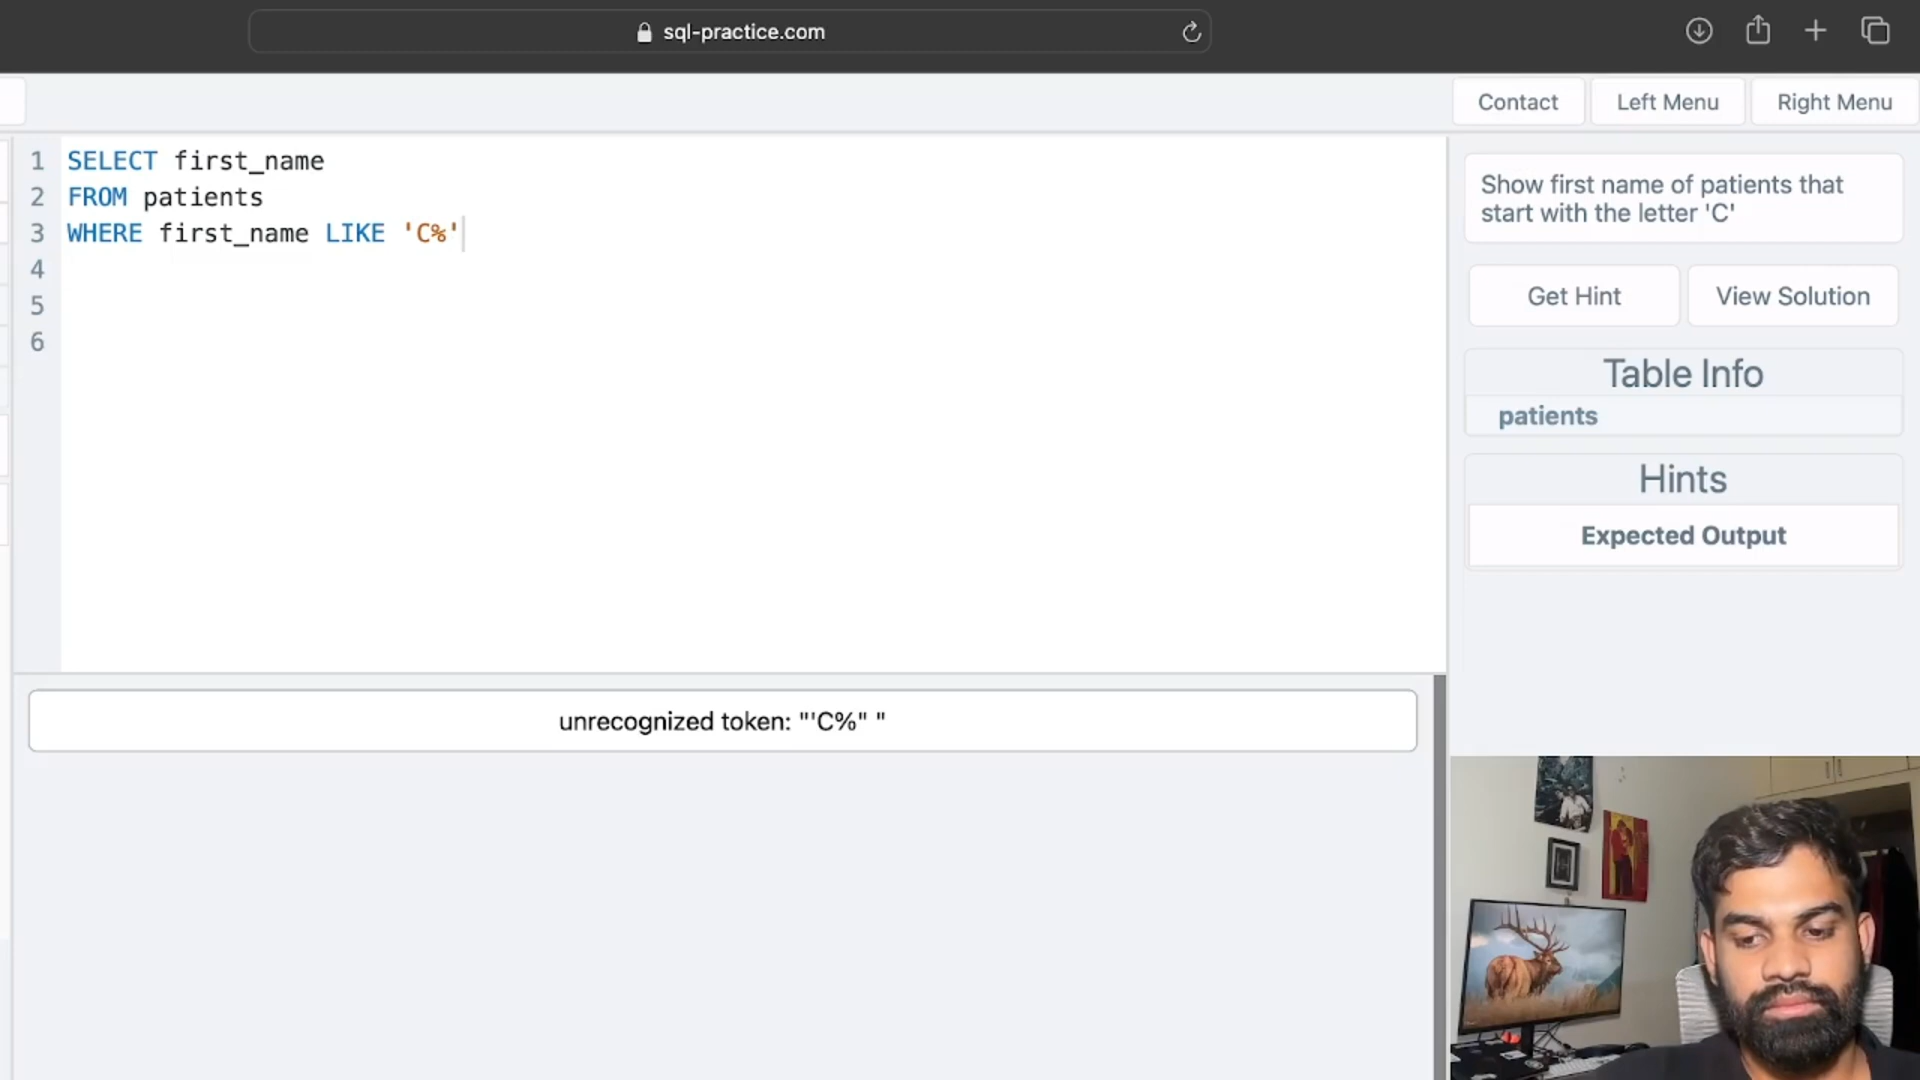 sql-practice.com
Contact
Left Menu
Right Menu
1 SELECT first_name
2 FROM patients
3 WHERE first_name LIKE 'C%'
4
5
6
Show first name of patients that
start with the letter 'C'
Get Hint
View Solution
Table Info
patients
Hints
Expected Output
unrecognized token: "'C%" "